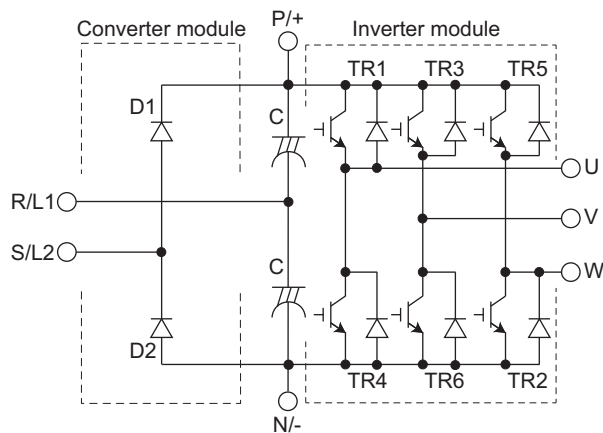 Converter module
P/+
Inverter module
TR1 TR3 TR5
D1
C
R/L1
U
V
S/L2
C
W
D2
TR4 TR6 TR2
N/-